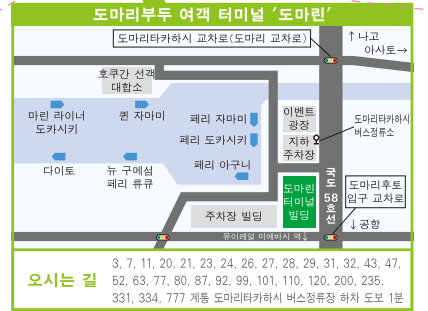 도마리부두 여객 터미널 '도마린'
도마리타카하시 교차로(도마리 교차로)
↑ 나고
아사토→
호쿠간 선객
대합소
마린 라이너
도카시키
퀸 자마미
페리 자마미
이벤트
광장
도마리타카하시
버스정류소
페리 도카시키
지하
주차장
페리 아구니
다이토
뉴 구메섬
페리 류큐
국도 58호선
도마린
터미널
빌딩
도마리후토
입구 교차로
주차장 빌딩
↓공항
유이레일 미에바시 역↓
오시는 길
3, 7, 11, 20, 21, 23, 24, 26, 27, 28, 29, 31, 32, 43, 47,
52, 63, 77, 80, 87, 92, 99, 101, 110, 120, 200, 235,
331, 334, 777 계통 도마리타카하시 버스정류장 하차 도보 1분